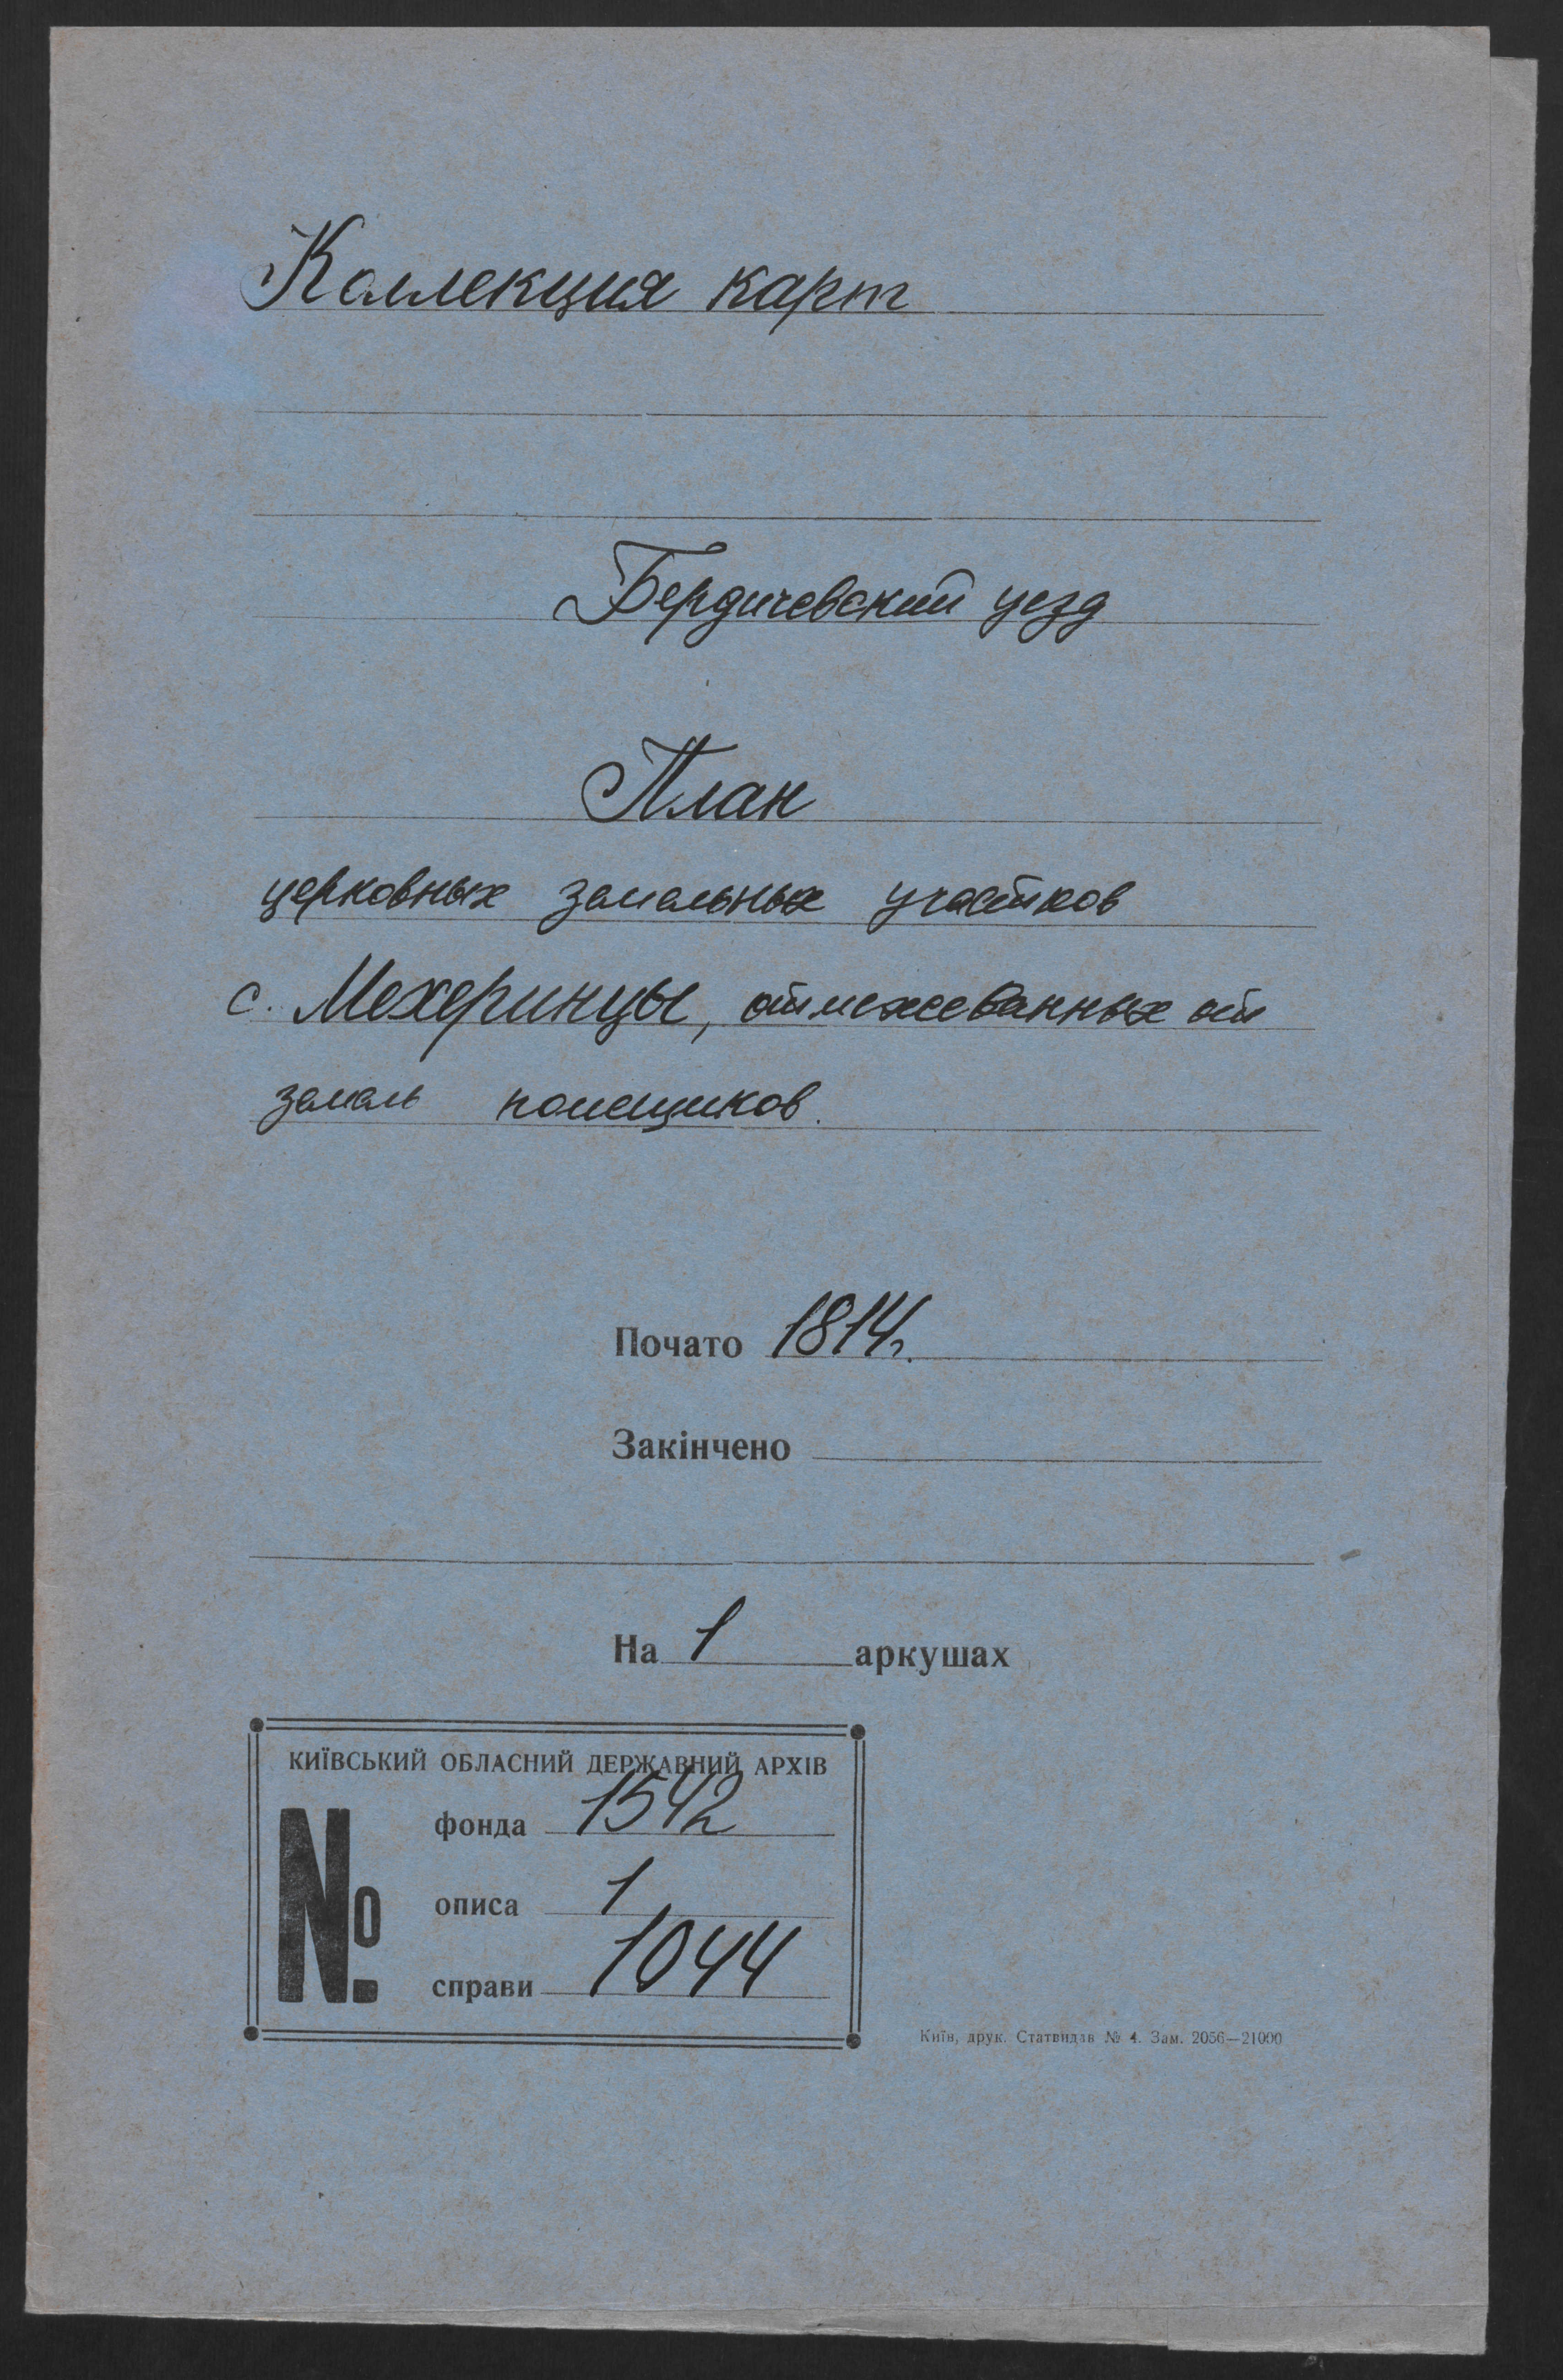 Коллекция карт
Бердичевский уезд
План
церковных земельных участков
с. Мехеринцы, отмежеванных от
земель помещиков.
Почато 1814г.
Закінчено
На 1 аркушах
КИЇВСЬКИЙ ОБЛАСНИЙ ДЕРЖАВНИЙ АРХІВ
№
фонда 1542
описа 1
справи 1044
Київ, друк. Статвидав № 4. Зам. 2056—21000